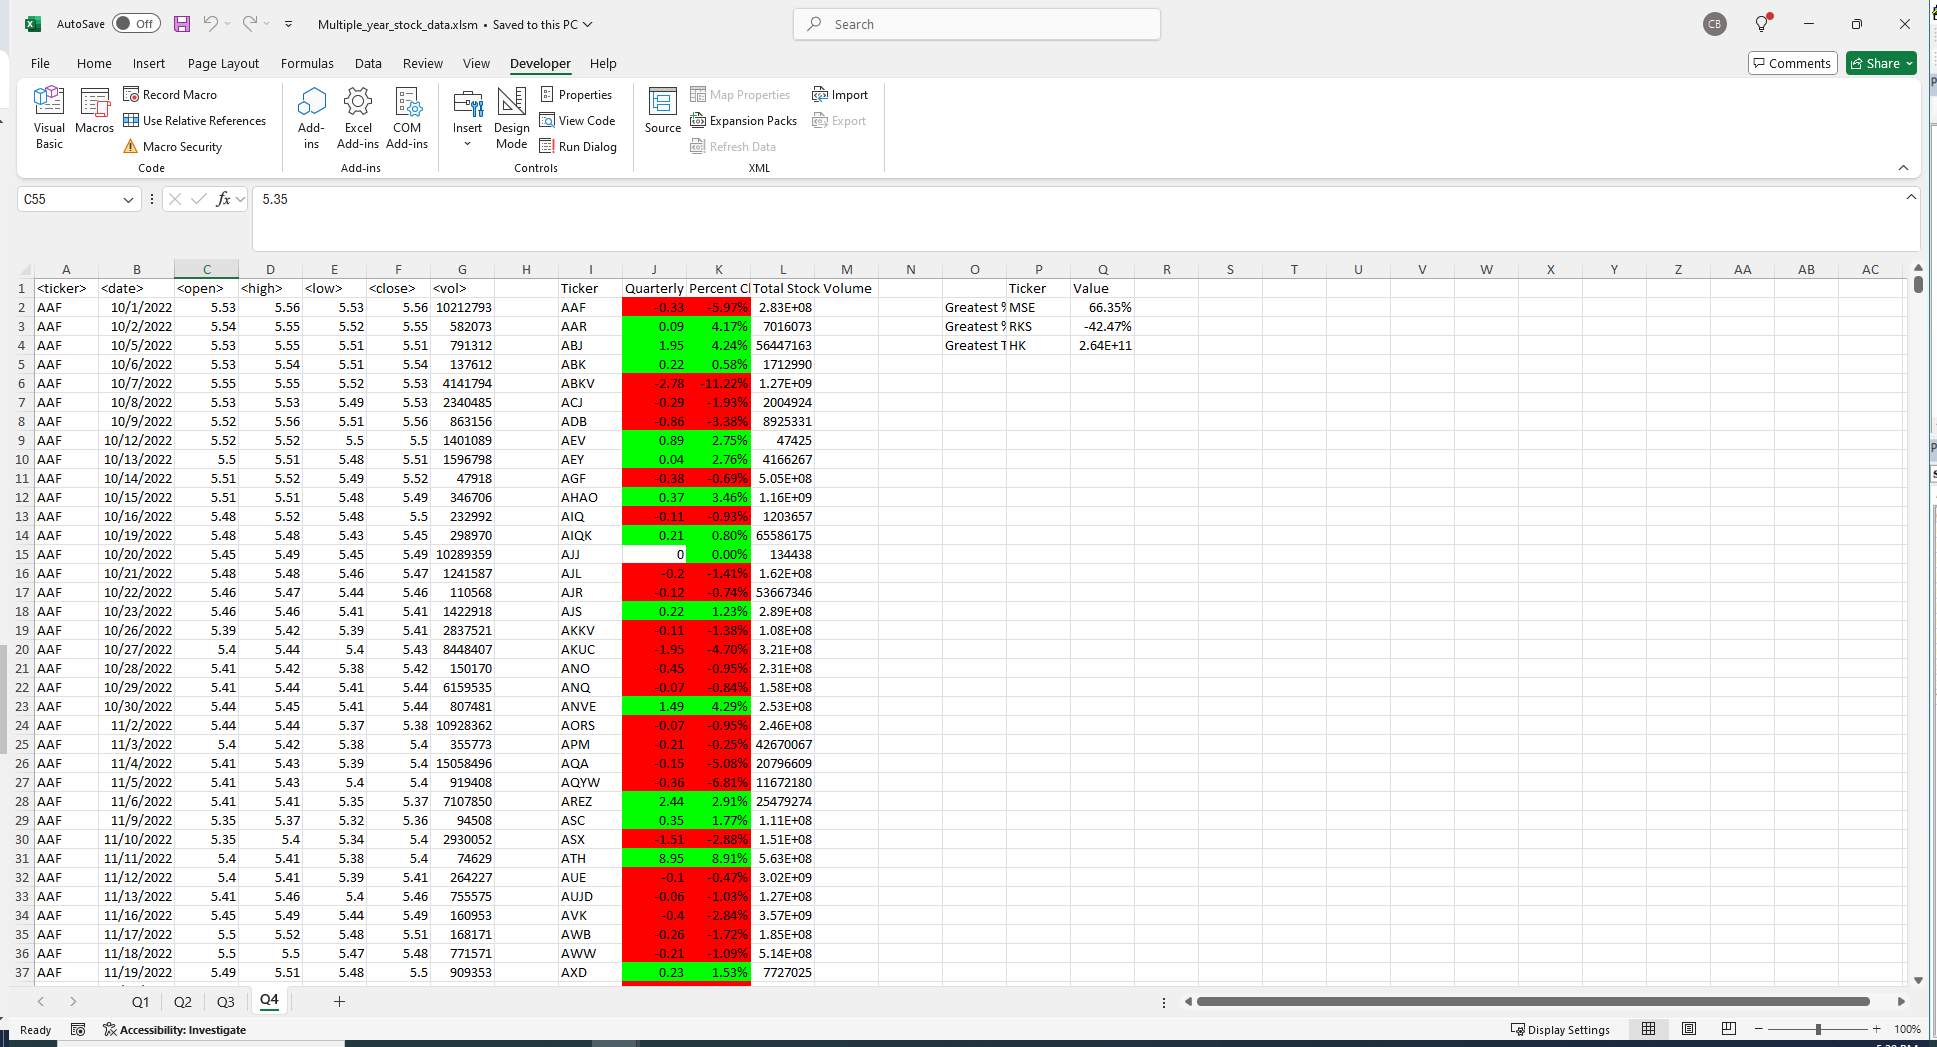 AutoSave Off Multiple_year_stock_data.xlsm • Saved to this PC Search CB
File Home Insert Page Layout Formulas Data Review View Developer Help Comments Share
Visual Basic Macros Record Macro Use Relative References Macro Security Code
Add-ins Excel Add-ins COM Add-ins Add-ins
Insert Design Mode Properties View Code Run Dialog Controls
Source Map Properties Expansion Packs Refresh Data Import Export XML
C55 fx 5.35
A B C D E F G H I J K L M N O P Q R S T U V W X Y Z AA AB AC
1 <ticker> <date> <open> <high> <low> <close> <vol> Ticker Quarterly Percent Cl Total Stock Volume Ticker Value
2 AAF 10/1/2022 5.53 5.56 5.53 5.56 10212793 AAF -0.33 -5.97% 2.83E+08 Greatest % MSE 66.35%
3 AAF 10/2/2022 5.54 5.55 5.52 5.55 582073 AAR 0.09 4.17% 7016073 Greatest % RKS -42.47%
4 AAF 10/5/2022 5.53 5.55 5.51 5.51 791312 ABJ 1.95 4.24% 56447163 Greatest T HK 2.64E+11
5 AAF 10/6/2022 5.53 5.54 5.51 5.54 137612 ABK 0.22 0.58% 1712990
6 AAF 10/7/2022 5.55 5.55 5.52 5.53 4141794 ABKV -2.78 -11.22% 1.27E+09
7 AAF 10/8/2022 5.53 5.53 5.49 5.53 2340485 ACJ -0.29 -1.93% 2004924
8 AAF 10/9/2022 5.52 5.56 5.51 5.56 863156 ADB -0.86 -3.38% 8925331
9 AAF 10/12/2022 5.52 5.52 5.5 5.5 1401089 AEV 0.89 2.75% 47425
10 AAF 10/13/2022 5.5 5.51 5.48 5.51 1596798 AEY 0.04 2.76% 4166267
11 AAF 10/14/2022 5.51 5.52 5.49 5.52 47918 AGF -0.38 -0.69% 5.05E+08
12 AAF 10/15/2022 5.51 5.51 5.48 5.49 346706 AHAO 0.37 3.46% 1.16E+09
13 AAF 10/16/2022 5.48 5.52 5.48 5.5 232992 AIQ -0.11 -0.93% 1203657
14 AAF 10/19/2022 5.48 5.48 5.43 5.45 298970 AIQK 0.21 0.80% 65586175
15 AAF 10/20/2022 5.45 5.49 5.45 5.49 10289359 AJJ 0 0.00% 134438
16 AAF 10/21/2022 5.48 5.48 5.46 5.47 1241587 AJL -0.2 -1.41% 1.62E+08
17 AAF 10/22/2022 5.46 5.47 5.44 5.46 110568 AJR -0.12 -0.74% 53667346
18 AAF 10/23/2022 5.46 5.46 5.41 5.41 1422918 AJS 0.22 1.23% 2.89E+08
19 AAF 10/26/2022 5.39 5.42 5.39 5.41 2837521 AKKV -0.11 -1.38% 1.08E+08
20 AAF 10/27/2022 5.4 5.44 5.4 5.43 8448407 AKUC -1.95 -4.70% 3.21E+08
21 AAF 10/28/2022 5.41 5.42 5.38 5.42 150170 ANO -0.45 -0.95% 2.31E+08
22 AAF 10/29/2022 5.41 5.44 5.41 5.44 6159535 ANQ -0.07 -0.84% 1.58E+08
23 AAF 10/30/2022 5.44 5.45 5.41 5.44 807481 ANVE 1.49 4.29% 2.53E+08
24 AAF 11/2/2022 5.44 5.44 5.37 5.38 10928362 AORS -0.07 -0.95% 2.46E+08
25 AAF 11/3/2022 5.4 5.42 5.38 5.4 355773 APM -0.21 -0.25% 42670067
26 AAF 11/4/2022 5.41 5.43 5.39 5.4 15058496 AQA -0.15 -5.08% 20796609
27 AAF 11/5/2022 5.41 5.43 5.4 5.4 919408 AQYW -0.36 -6.81% 11672180
28 AAF 11/6/2022 5.41 5.41 5.35 5.37 7107850 AREZ 2.44 2.91% 25479274
29 AAF 11/9/2022 5.35 5.37 5.32 5.36 94508 ASC 0.35 1.77% 1.11E+08
30 AAF 11/10/2022 5.35 5.4 5.34 5.4 2930052 ASX -1.51 -2.88% 1.51E+08
31 AAF 11/11/2022 5.4 5.41 5.38 5.4 74629 ATH 8.95 8.91% 5.63E+08
32 AAF 11/12/2022 5.4 5.41 5.39 5.41 264227 AUE -0.1 -0.47% 3.02E+09
33 AAF 11/13/2022 5.41 5.46 5.4 5.46 755575 AUJD -0.06 -1.03% 1.27E+08
34 AAF 11/16/2022 5.45 5.49 5.44 5.49 160953 AVK -0.4 -2.84% 3.57E+09
35 AAF 11/17/2022 5.5 5.52 5.48 5.51 168171 AWB -0.26 -1.72% 1.85E+08
36 AAF 11/18/2022 5.5 5.5 5.47 5.48 771571 AWW -0.21 -1.09% 5.14E+08
37 AAF 11/19/2022 5.49 5.51 5.48 5.5 909353 AXD 0.23 1.53% 7727025
Q1 Q2 Q3 Q4
Ready Accessibility: Investigate Display Settings 100%